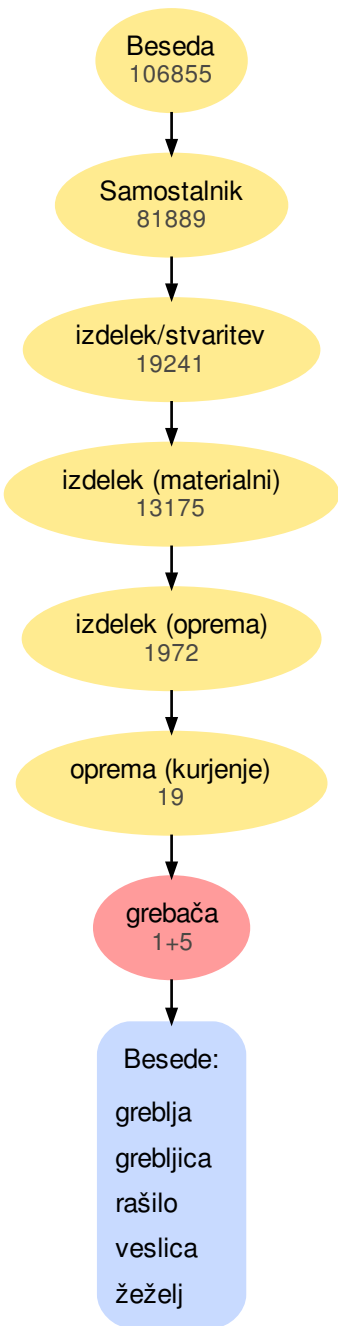 Beseda
106855
Samostalnik
81889
izdelek/stvaritev
19241
izdelek (materialni)
13175
izdelek (oprema)
1972
oprema (kurjenje)
19
grebača
1+5
Besede:
greblja
grebljica
rašilo
veslica
žeželj